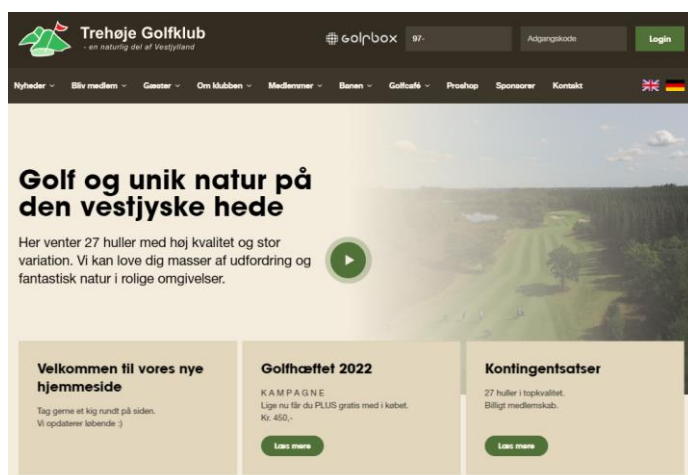 Trehøje Golfklub
- en naturlig del af Vestjylland
GolfBox
97-
Adgangskode
Login
Nyheder
Bliv medlem
Gæster
Om klubben
Medlemmer
Banen
Golfcafé
Proshop
Sponsorer
Kontakt
Golf og unik natur på
den vestjyske hede
Her venter 27 huller med høj kvalitet og stor
variation. Vi kan love dig masser af udfordring og
fantastisk natur i rolige omgivelser.
Velkommen til vores nye
hjemmeside
Tag gerne et kig rundt på siden.
Vi opdaterer løbende :)
Golfhæftet 2022
K A M P A G N E
Lige nu får du PLUS gratis med i købet.
Kr. 450,-
Læs mere
Kontingentsatser
27 huller i topkvalitet.
Billigt medlemskab.
Læs mere